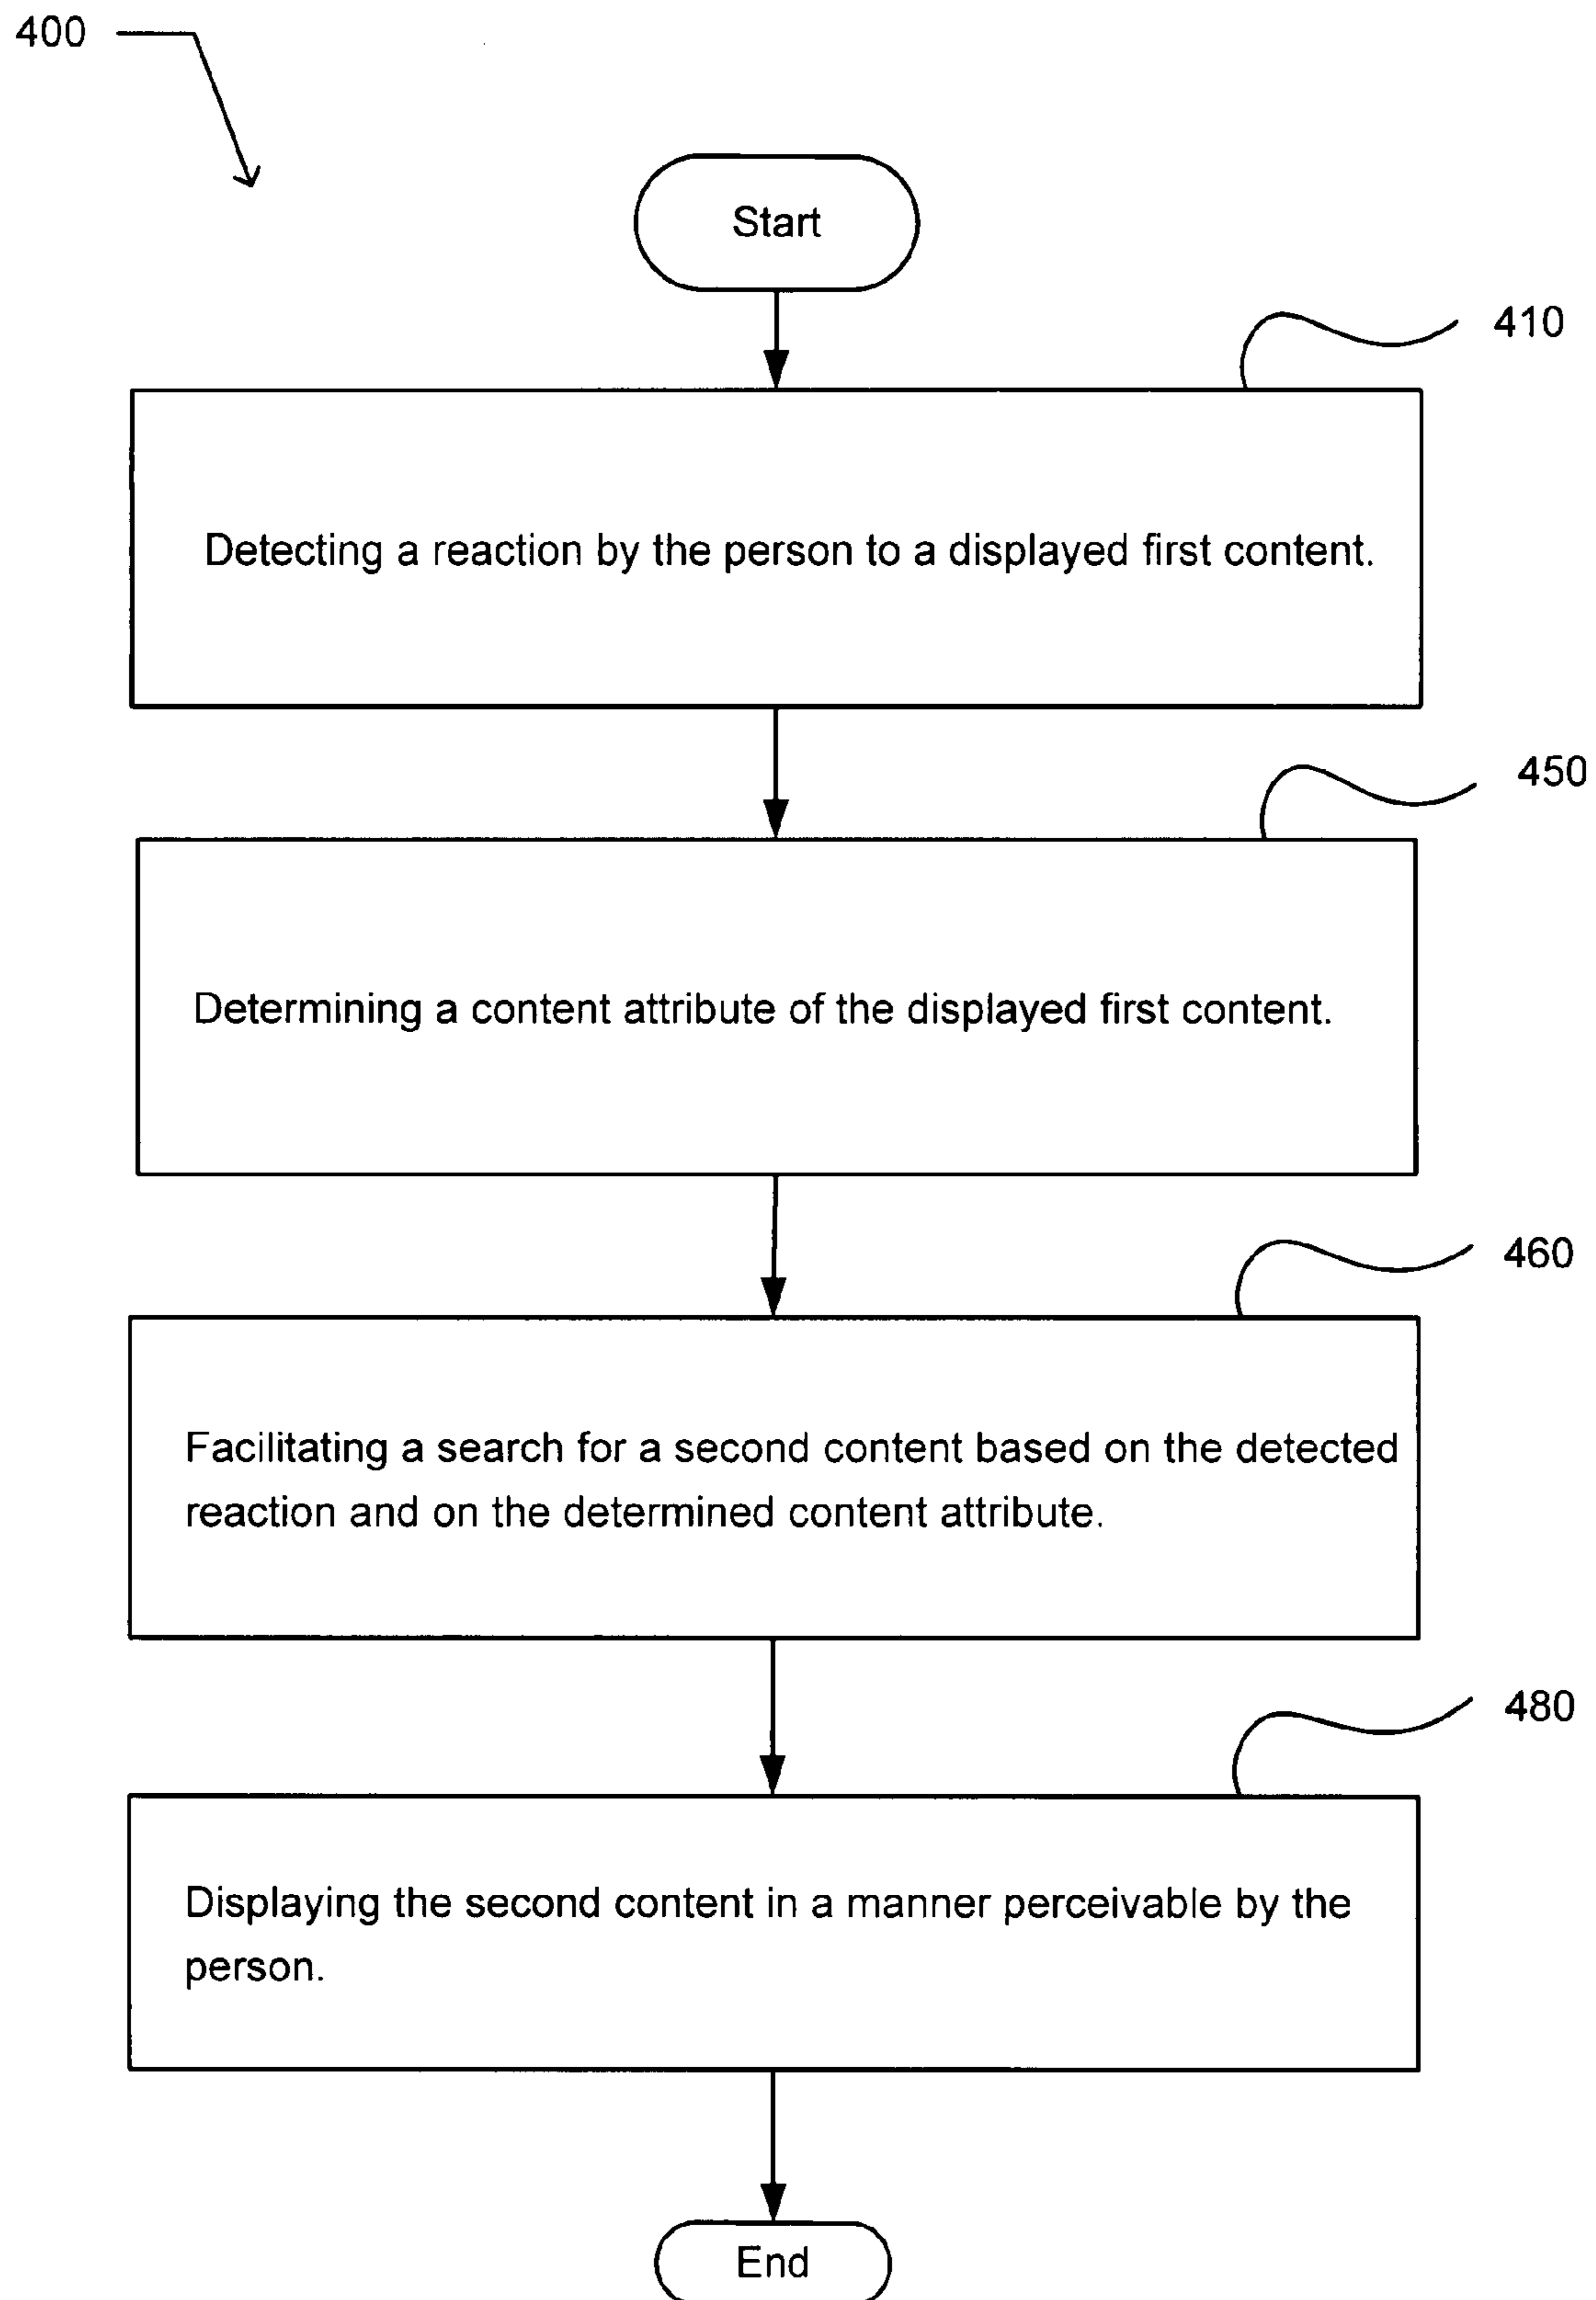 400
Start
410
Detecting a reaction by the person to a displayed first content.
450
Determining a content attribute of the displayed first content.
460
Facilitating a search for a second content based on the detected
reaction and on the determined content attribute.
480
Displaying the second content in a manner perceivable by the
person.
End